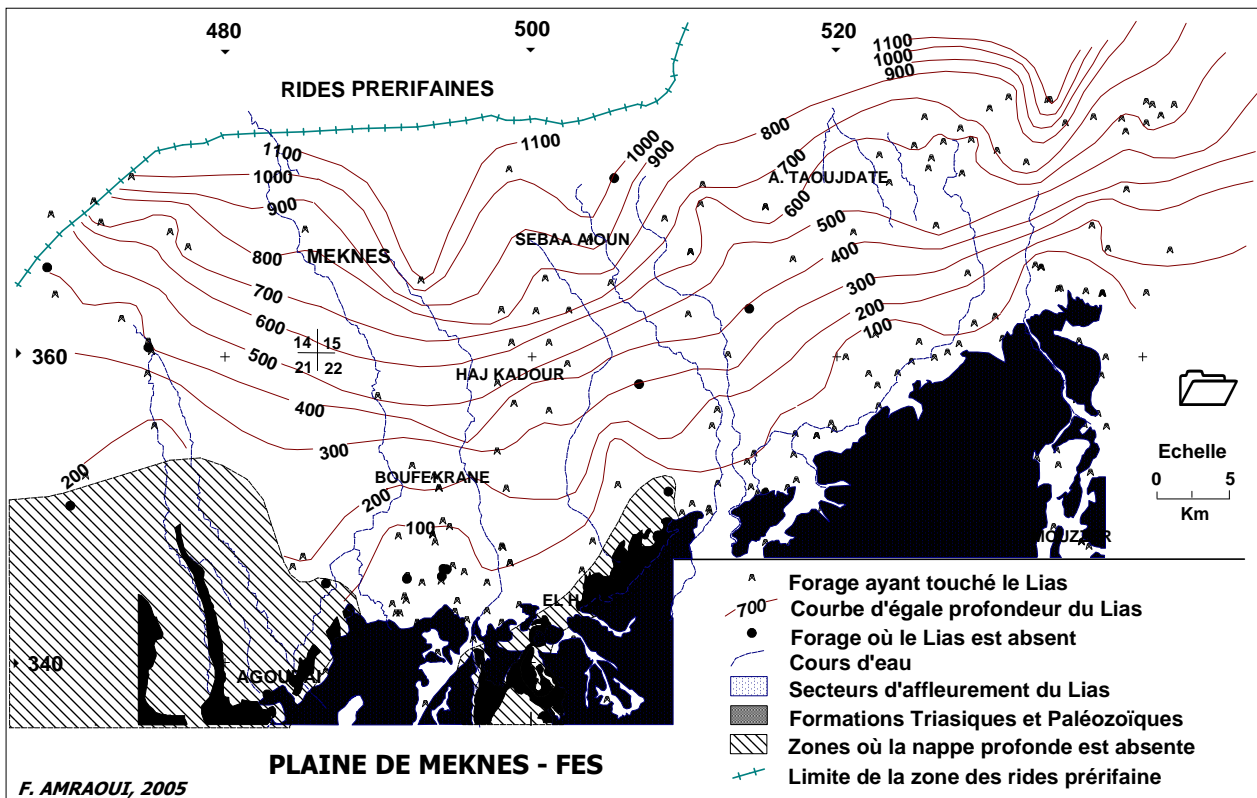 480
500
520
1100
1000
900
RIDES PRERIFAINES
800
1100
1000
900
1100
1000
900
800
700
700
600
A. TAOUJDATE
500
SEBAA AIOUN
MEKNES
400
300
200
100
600
500
14 15
21 22
360
HAJ KADOUR
400
300
BOUFEKRANE
200
200
100
Echelle
0 5
Km
EL H
340
PLAINE DE MEKNES - FES
F. AMRAOUI, 2005
Forage ayant touché le Lias
700 Courbe d'égale profondeur du Lias
Forage où le Lias est absent
Cours d'eau
Secteurs d'affleurement du Lias
Formations Triasiques et Paléozoïques
Zones où la nappe profonde est absente
Limite de la zone des rides prérifaine